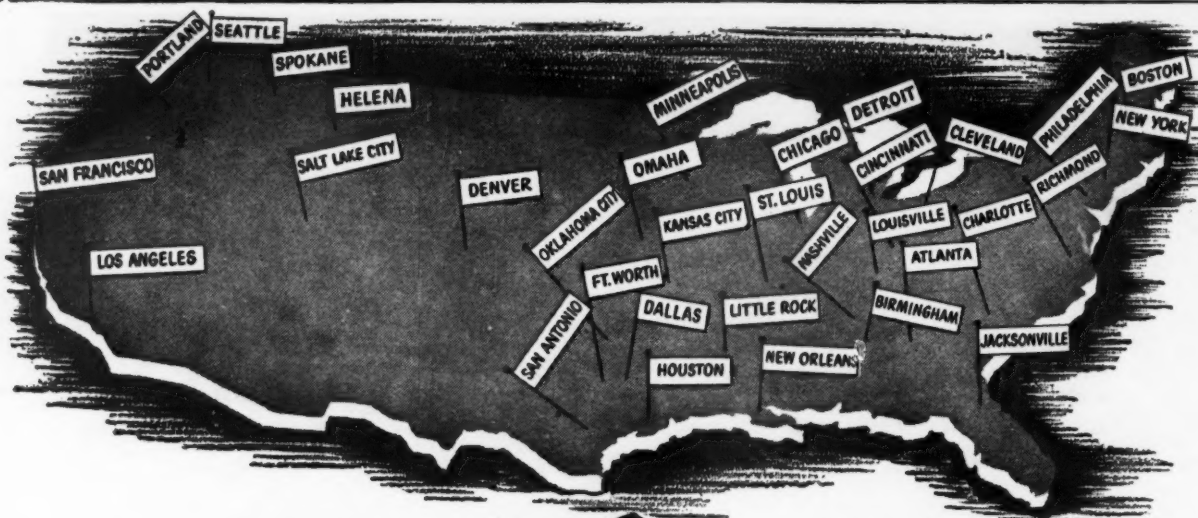 PORTLAND
SEATTLE
SPOKANE
HELENA
MINNEAPOLIS
DETROIT
PHILADELPHIA
BOSTON
NEW YORK
SAN FRANCISCO
SALT LAKE CITY
DENVER
OMAHA
CHICAGO
CINCINNATI
CLEVELAND
RICHMOND
OKLAHOMA CITY
KANSAS CITY
ST. LOUIS
NASHVILLE
LOUISVILLE
CHARLOTTE
LOS ANGELES
FT. WORTH
ATLANTA
SAN ANTONIO
DALLAS
LITTLE ROCK
BIRMINGHAM
JACKSONVILLE
HOUSTON
NEW ORLEANS